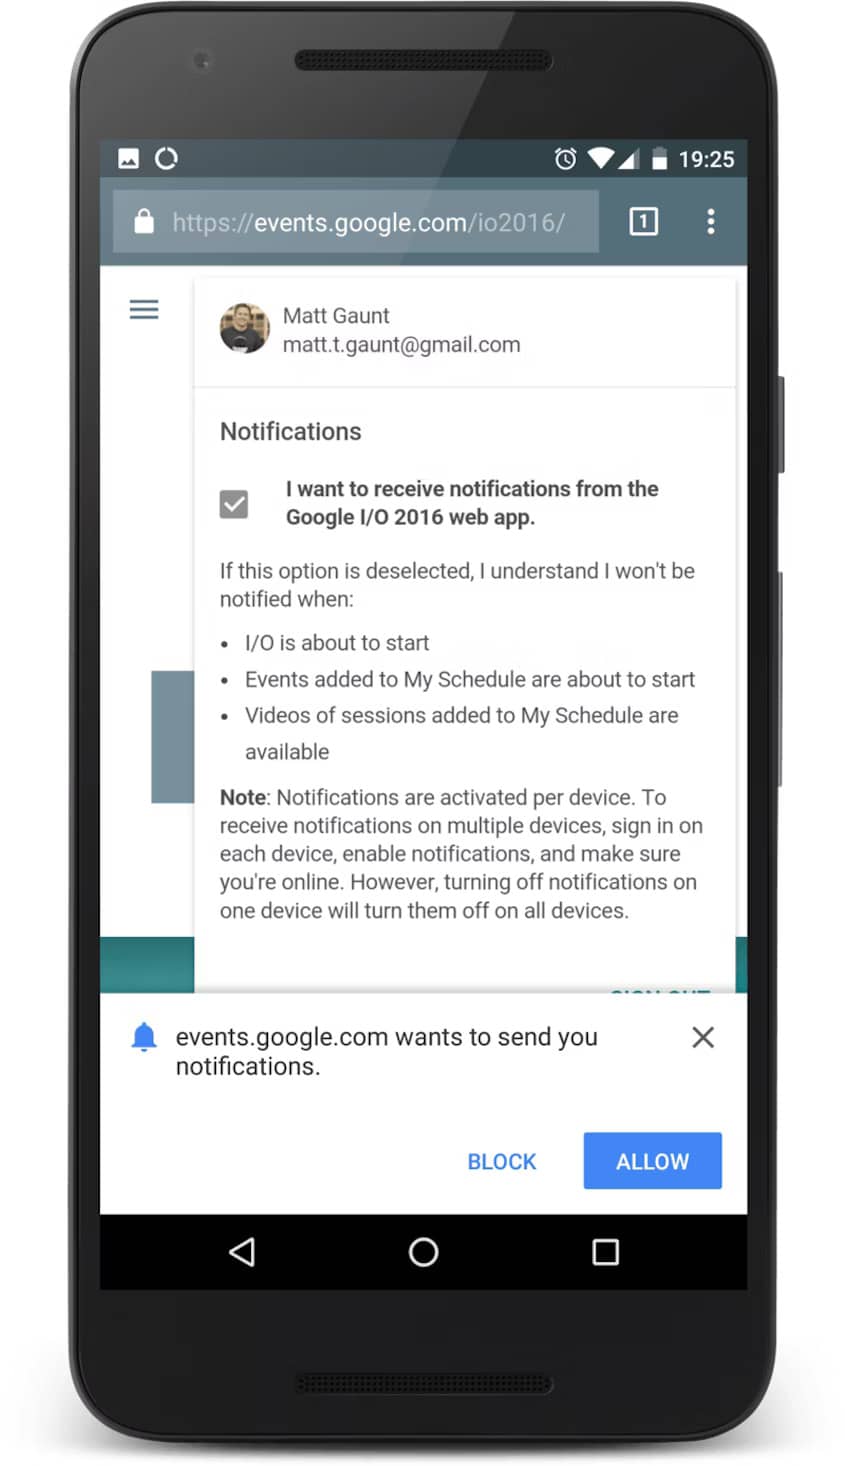 19:25
https://events.google.com/io2016/
1
Matt Gaunt
matt.t.gaunt@gmail.com
Notifications
I want to receive notifications from the
Google I/O 2016 web app.
If this option is deselected, I understand I won't be
notified when:
• I/O is about to start
• Events added to My Schedule are about to start
• Videos of sessions added to My Schedule are
available
Note: Notifications are activated per device. To
receive notifications on multiple devices, sign in on
each device, enable notifications, and make sure
you're online. However, turning off notifications on
one device will turn them off on all devices.
events.google.com wants to send you
notifications.
BLOCK
ALLOW